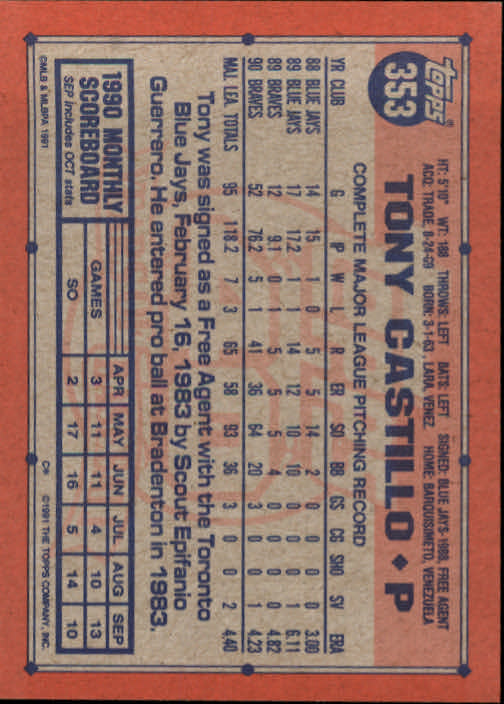 TOPPS®
353
TONY CASTILLO ♦ P
HT: 5'10" WT: 188 THROWS: LEFT BATS: LEFT SIGNED: BLUE JAYS-1988, FREE AGENT
ACQ: TRADE 8-24-89 BORN: 3-1-63, LARA, VENEZ. HOME: BARQUISIMETO, VENEZUELA
COMPLETE MAJOR LEAGUE PITCHING RECORD
YR CLUB G IP W L R ER SO BB GS CG SHO SV ERA
88 BLUE JAYS 14 15 1 0 5 5 14 2 0 0 0 0 3.00
89 BLUE JAYS 17 17.2 1 1 14 12 10 10 0 0 0 1 6.11
89 BRAVES 12 9.1 0 1 5 5 5 4 0 0 0 0 4.82
90 BRAVES 52 76.2 5 1 41 36 64 20 3 0 0 1 4.23
MAJ. LEA. TOTALS 95 118.2 7 3 65 58 93 36 3 0 0 2 4.40
Tony was signed as a Free Agent with the Toronto
Blue Jays, February 16, 1983 by Scout Epifanio
Guerrero. He entered pro ball at Bradenton in 1983.
1990 MONTHLY
SCOREBOARD
SEP includes OCT stats
APR MAY JUN JUL AUG SEP
GAMES 3 11 11 4 10 13
SO 2 17 16 5 14 10
©MLB & MLBPA 1991
C* ©1991 THE TOPPS COMPANY, INC.